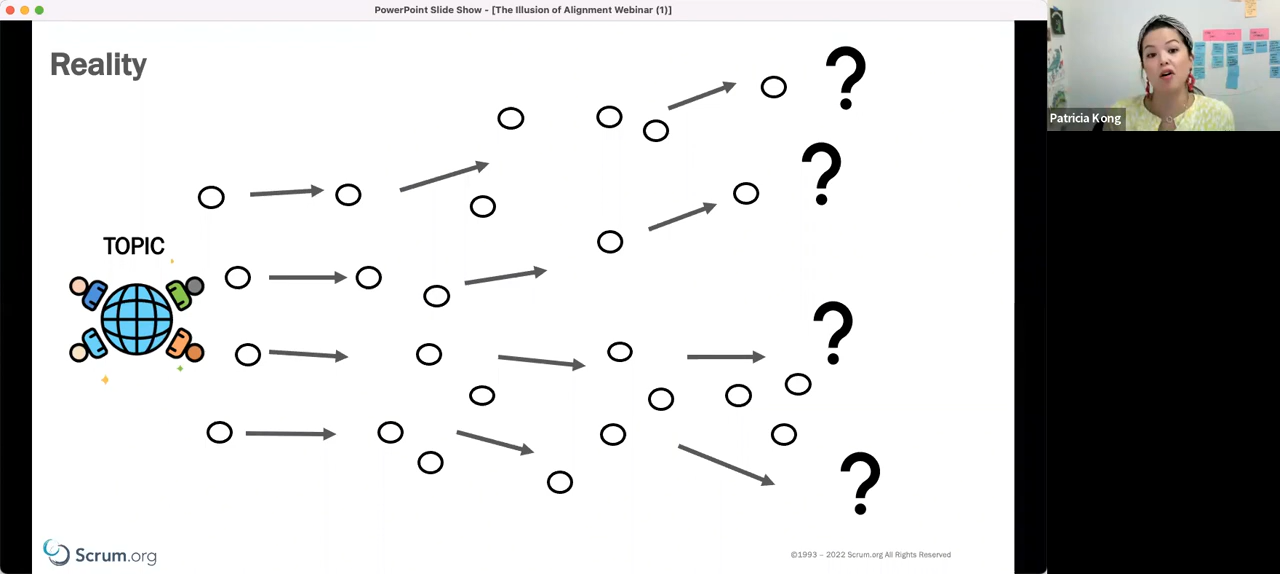 PowerPoint Slide Show - [The Illusion of Alignment Webinar (1)]
Reality
?
?
TOPIC
?
?
Scrum.org
©1993 – 2022 Scrum.org All Rights Reserved
Patricia Kong